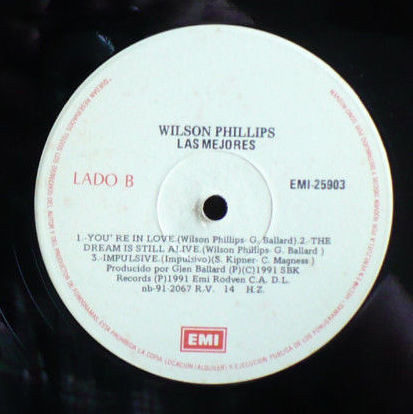 WILSON PHILLIPS
LAS MEJORES
LADO B
EMI-25903
1.-YOU' RE IN LOVE.(Wilson Phillips- G. Ballard).2.-THE
DREAM IS STILL ALIVE.(Wilson Phillips- G. Ballard )
3.-IMPULSIVE.(Impulsivo).(S. Kipner- C. Magness )
Producido por Glen Ballard (P)(C)1991 SBK
Records (P)1991 Emi Rodven C.A. D.L.
nb-91-2067 R.V. 14 H.Z.
EMI